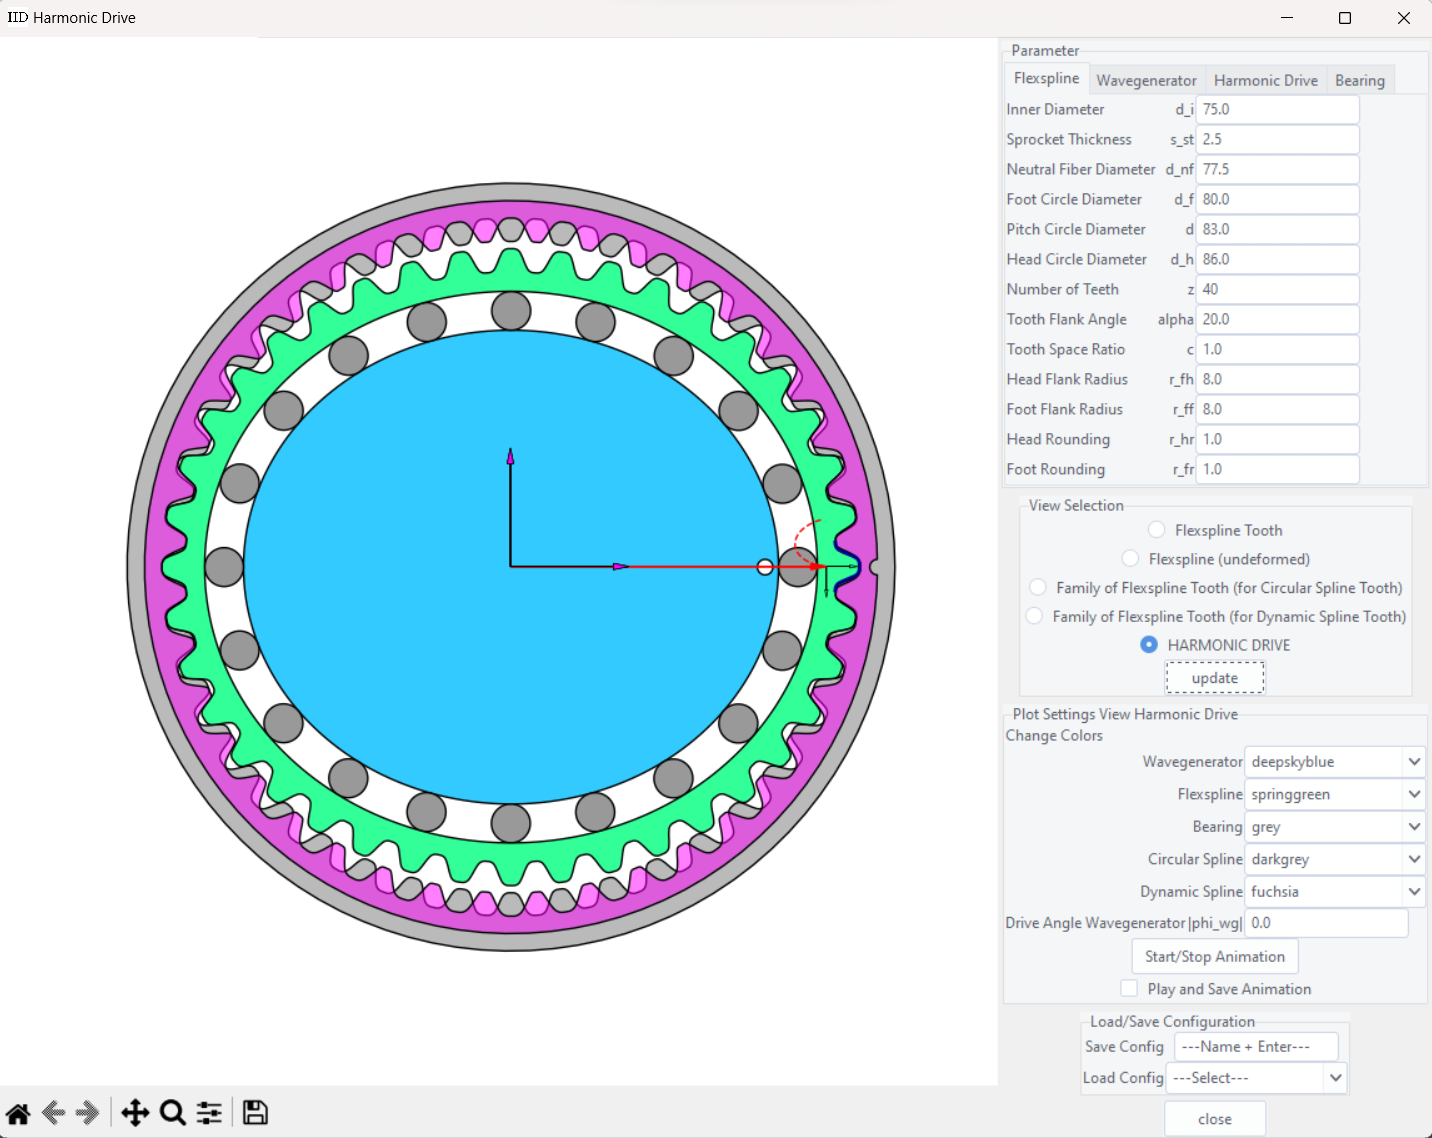 IID Harmonic Drive
Parameter
Flexspline Wavegenerator Harmonic Drive Bearing
Inner Diameter d_i 75.0
Sprocket Thickness s_st 2.5
Neutral Fiber Diameter d_nf 77.5
Foot Circle Diameter d_f 80.0
Pitch Circle Diameter d 83.0
Head Circle Diameter d_h 86.0
Number of Teeth z 40
Tooth Flank Angle alpha 20.0
Tooth Space Ratio c 1.0
Head Flank Radius r_fh 8.0
Foot Flank Radius r_ff 8.0
Head Rounding r_hr 1.0
Foot Rounding r_fr 1.0
View Selection
Flexspline Tooth
Flexspline (undeformed)
Family of Flexspline Tooth (for Circular Spline Tooth)
Family of Flexspline Tooth (for Dynamic Spline Tooth)
HARMONIC DRIVE
update
Plot Settings View Harmonic Drive
Change Colors
Wavegenerator deepskyblue
Flexspline springgreen
Bearing grey
Circular Spline darkgrey
Dynamic Spline fuchsia
Drive Angle Wavegenerator |phi_wg| 0.0
Start/Stop Animation
Play and Save Animation
Load/Save Configuration
Save Config ---Name + Enter---
Load Config ---Select---
close